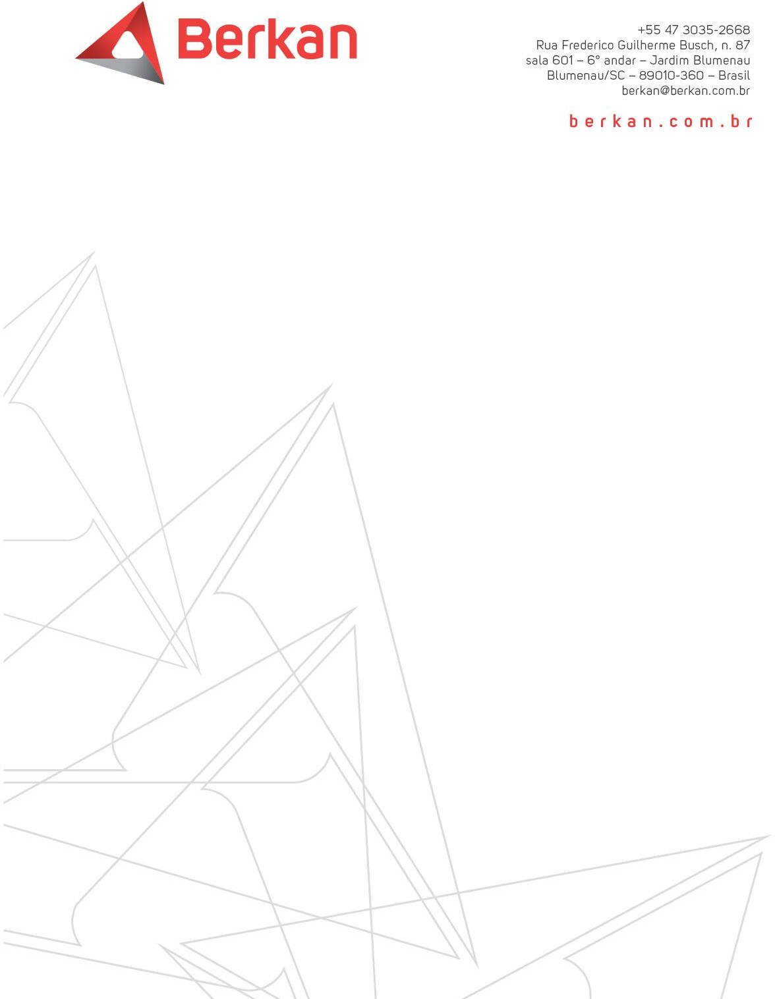 Berkan
+55 47 3035-2668
Rua Frederico Guilherme Busch, n. 87
sala 601 – 6° andar – Jardim Blumenau
Blumenau/SC – 89010-360 – Brasil
berkan@berkan.com.br
berkan.com.br